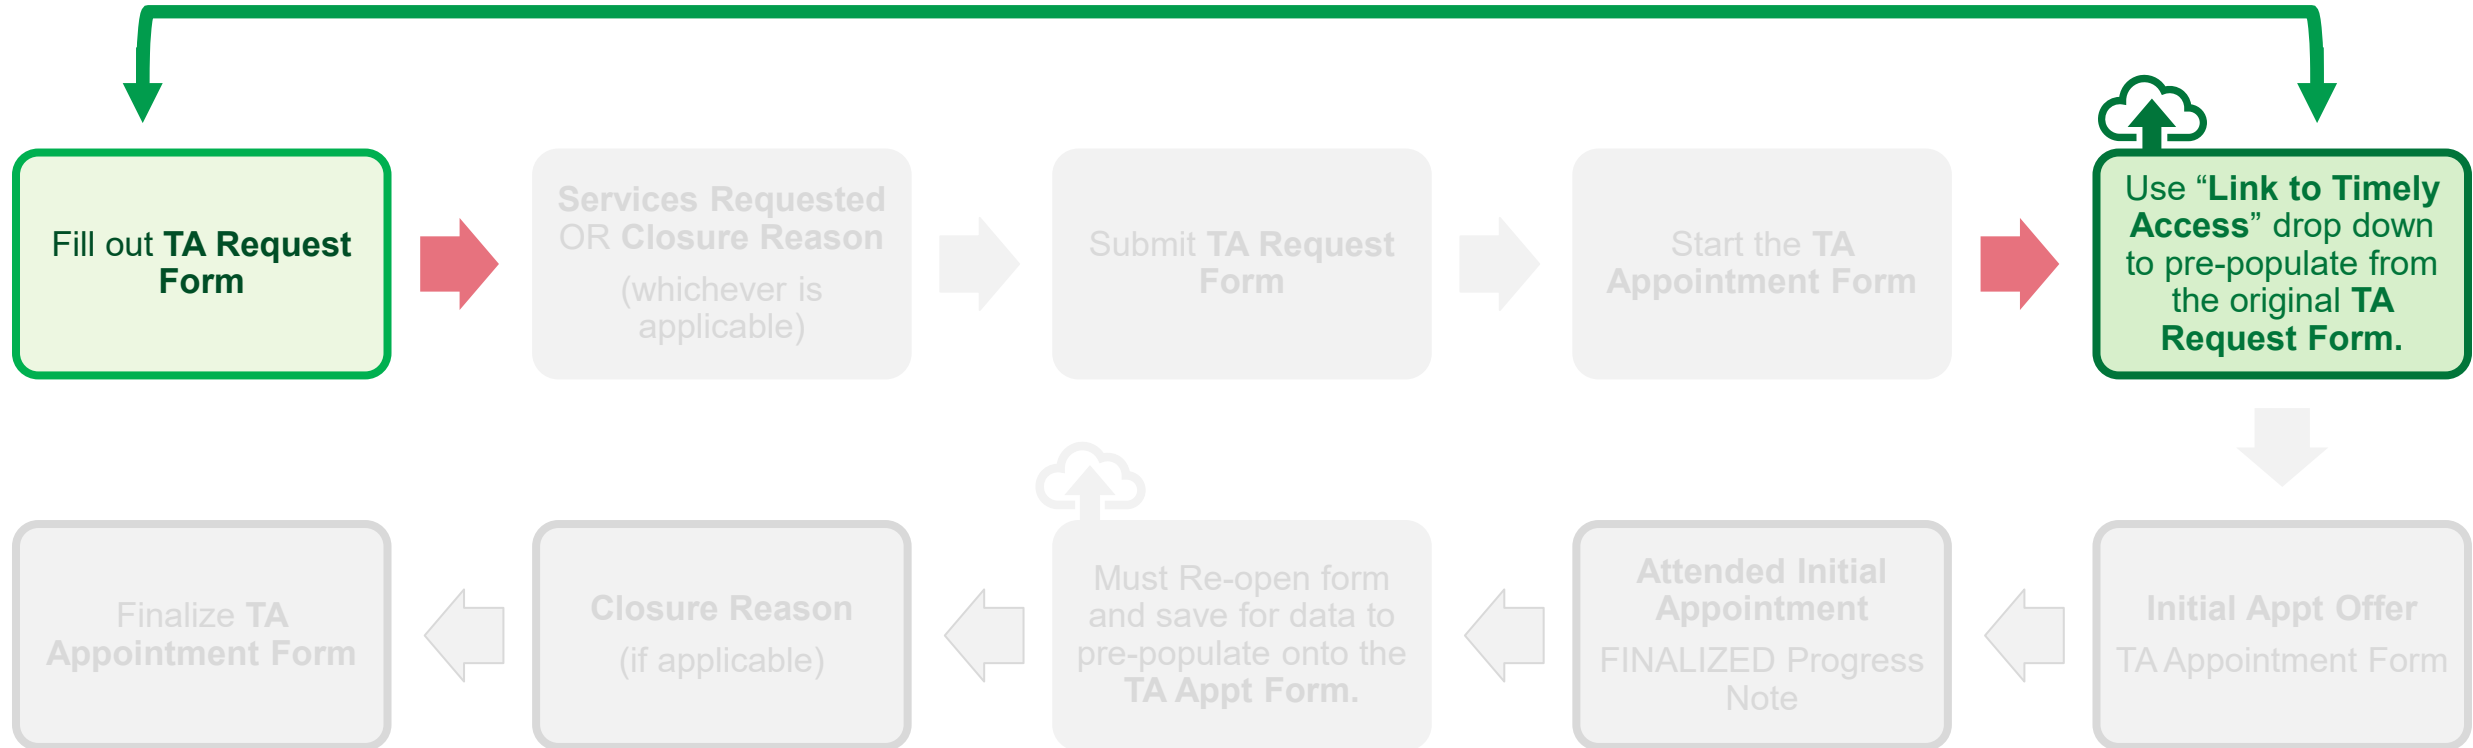 Fill out TA Request
Form
Services Requested
OR Closure Reason
(whichever is
applicable)
Submit TA Request
Form
Start the TA
Appointment Form
Use “Link to Timely
Access” drop down
to pre-populate from
the original TA
Request Form.
Initial Appt Offer
TA Appointment Form
Attended Initial
Appointment
FINALIZED Progress
Note
Must Re-open form
and save for data to
pre-populate onto the
TA Appt Form.
Closure Reason
(if applicable)
Finalize TA
Appointment Form